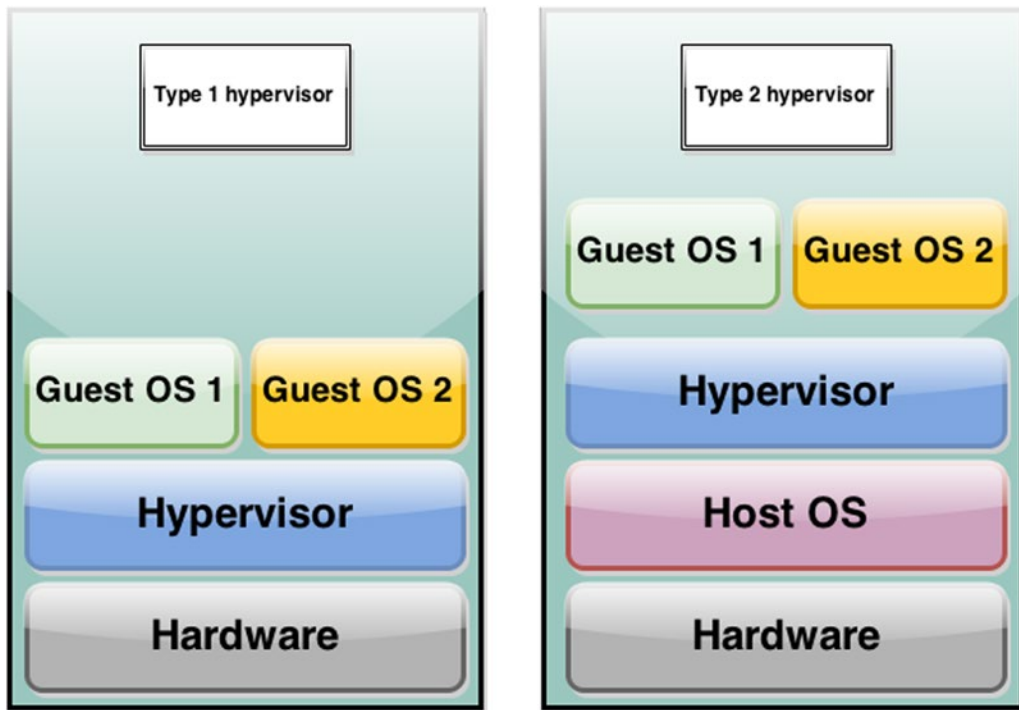 Type 1 hypervisor
Guest OS 1
Guest OS 2
Hypervisor
Hardware
Type 2 hypervisor
Guest OS 1
Guest OS 2
Hypervisor
Host OS
Hardware